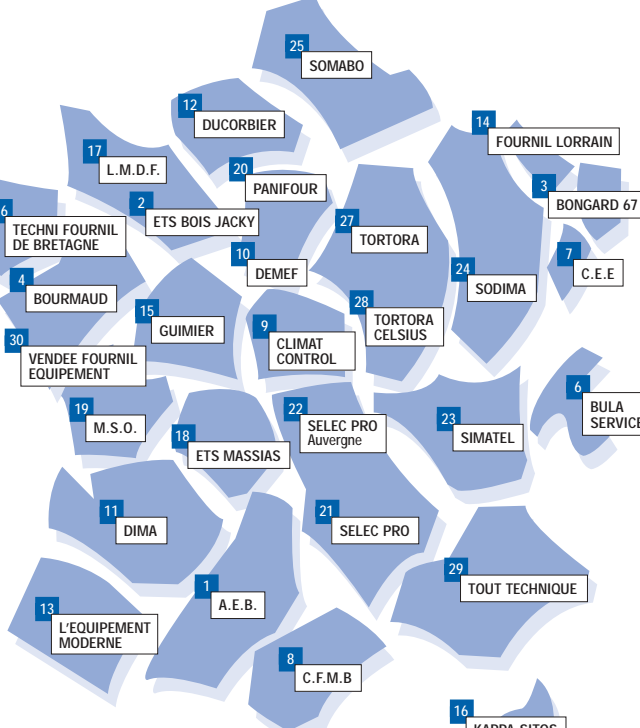 25
SOMABO
12
DUCORBIER
14
FOURNIL LORRAIN
17
L.M.D.F.
20
PANIFOUR
3
BONGARD 67
2
ETS BOIS JACKY
6
TECHNI FOURNIL
DE BRETAGNE
27
TORTORA
10
DEMEF
7
C.E.E
24
SODIMA
4
BOURMAUD
15
GUIMIER
28
TORTORA
CELSIUS
9
CLIMAT
CONTROL
30
VENDEE FOURNIL
EQUIPEMENT
6
BULA
SERVICE
19
M.S.O.
22
SELEC PRO
Auvergne
23
SIMATEL
18
ETS MASSIAS
11
DIMA
21
SELEC PRO
29
TOUT TECHNIQUE
1
A.E.B.
13
L'EQUIPEMENT
MODERNE
8
C.F.M.B
16
KAPPA SITOS